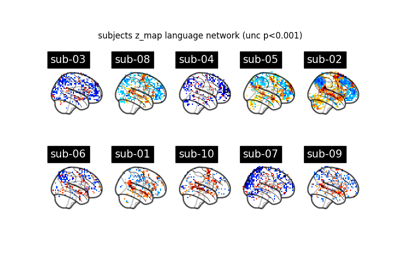 subjects z_map language network (unc p<0.001)
sub-03 sub-08 sub-04 sub-05 sub-02
sub-06 sub-01 sub-10 sub-07 sub-09